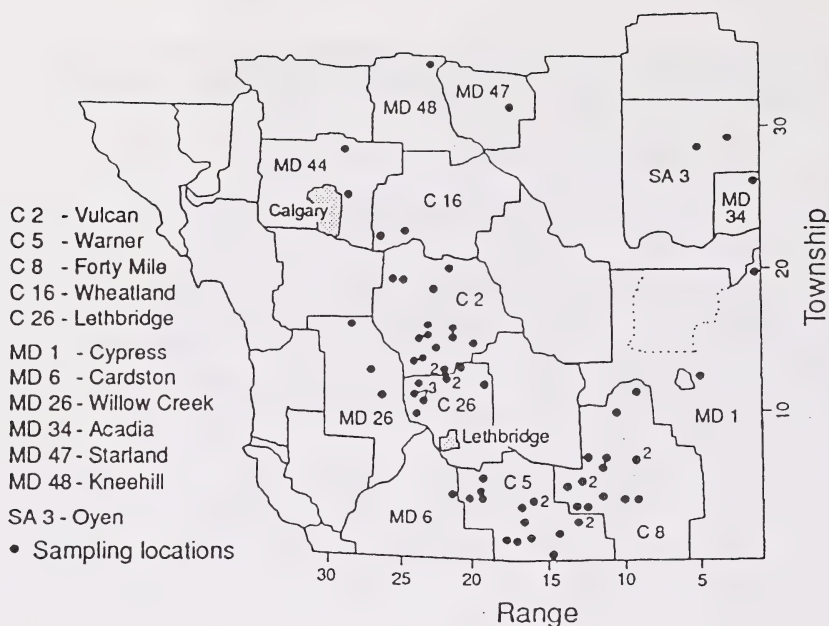 MD 47
MD 48
30
MD 44
SA 3
C 16
MD 34
Calgary
C 2 - Vulcan
C 5 - Warner
C 8 - Forty Mile
C 16 - Wheatland
C 26 - Lethbridge
MD 1 - Cypress
MD 6 - Cardston
MD 26 - Willow Creek
MD 34 - Acadia
MD 47 - Starland
MD 48 - Kneehill
SA 3 - Oyen
• Sampling locations
Township
20
C 2
2
2
3
C 26
MD 26
MD 1
10
Lethbridge
2
C 5
2
2
2
MD 6
C 8
30 25 20 15 10 5
Range